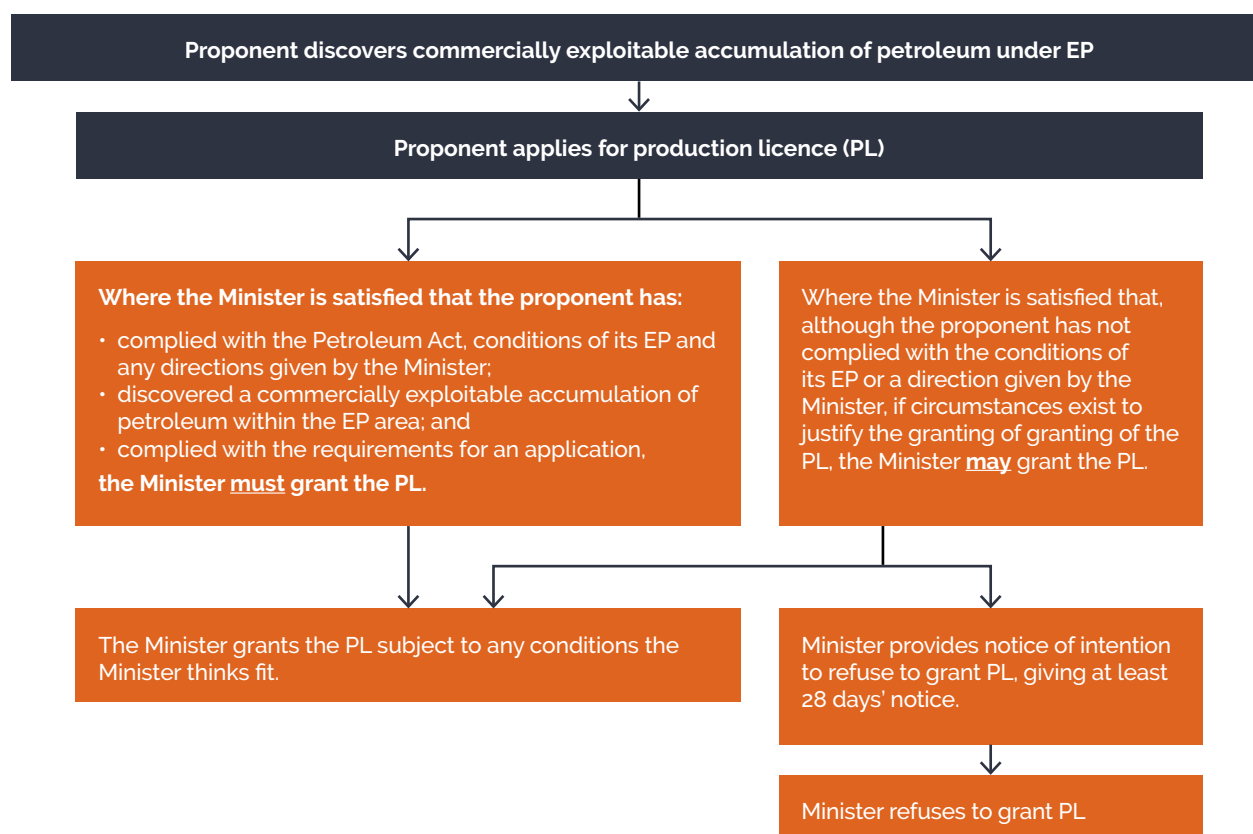 Proponent discovers commercially exploitable accumulation of petroleum under EP
Proponent applies for production licence (PL)
Where the Minister is satisfied that the proponent has:
• complied with the Petroleum Act, conditions of its EP and
any directions given by the Minister;
• discovered a commercially exploitable accumulation of
petroleum within the EP area; and
• complied with the requirements for an application,
the Minister must grant the PL.
Where the Minister is satisfied that,
although the proponent has not
complied with the conditions of
its EP or a direction given by the
Minister, if circumstances exist to
justify the granting of granting of the
PL, the Minister may grant the PL.
The Minister grants the PL subject to any conditions the
Minister thinks fit.
Minister provides notice of intention
to refuse to grant PL, giving at least
28 days’ notice.
Minister refuses to grant PL